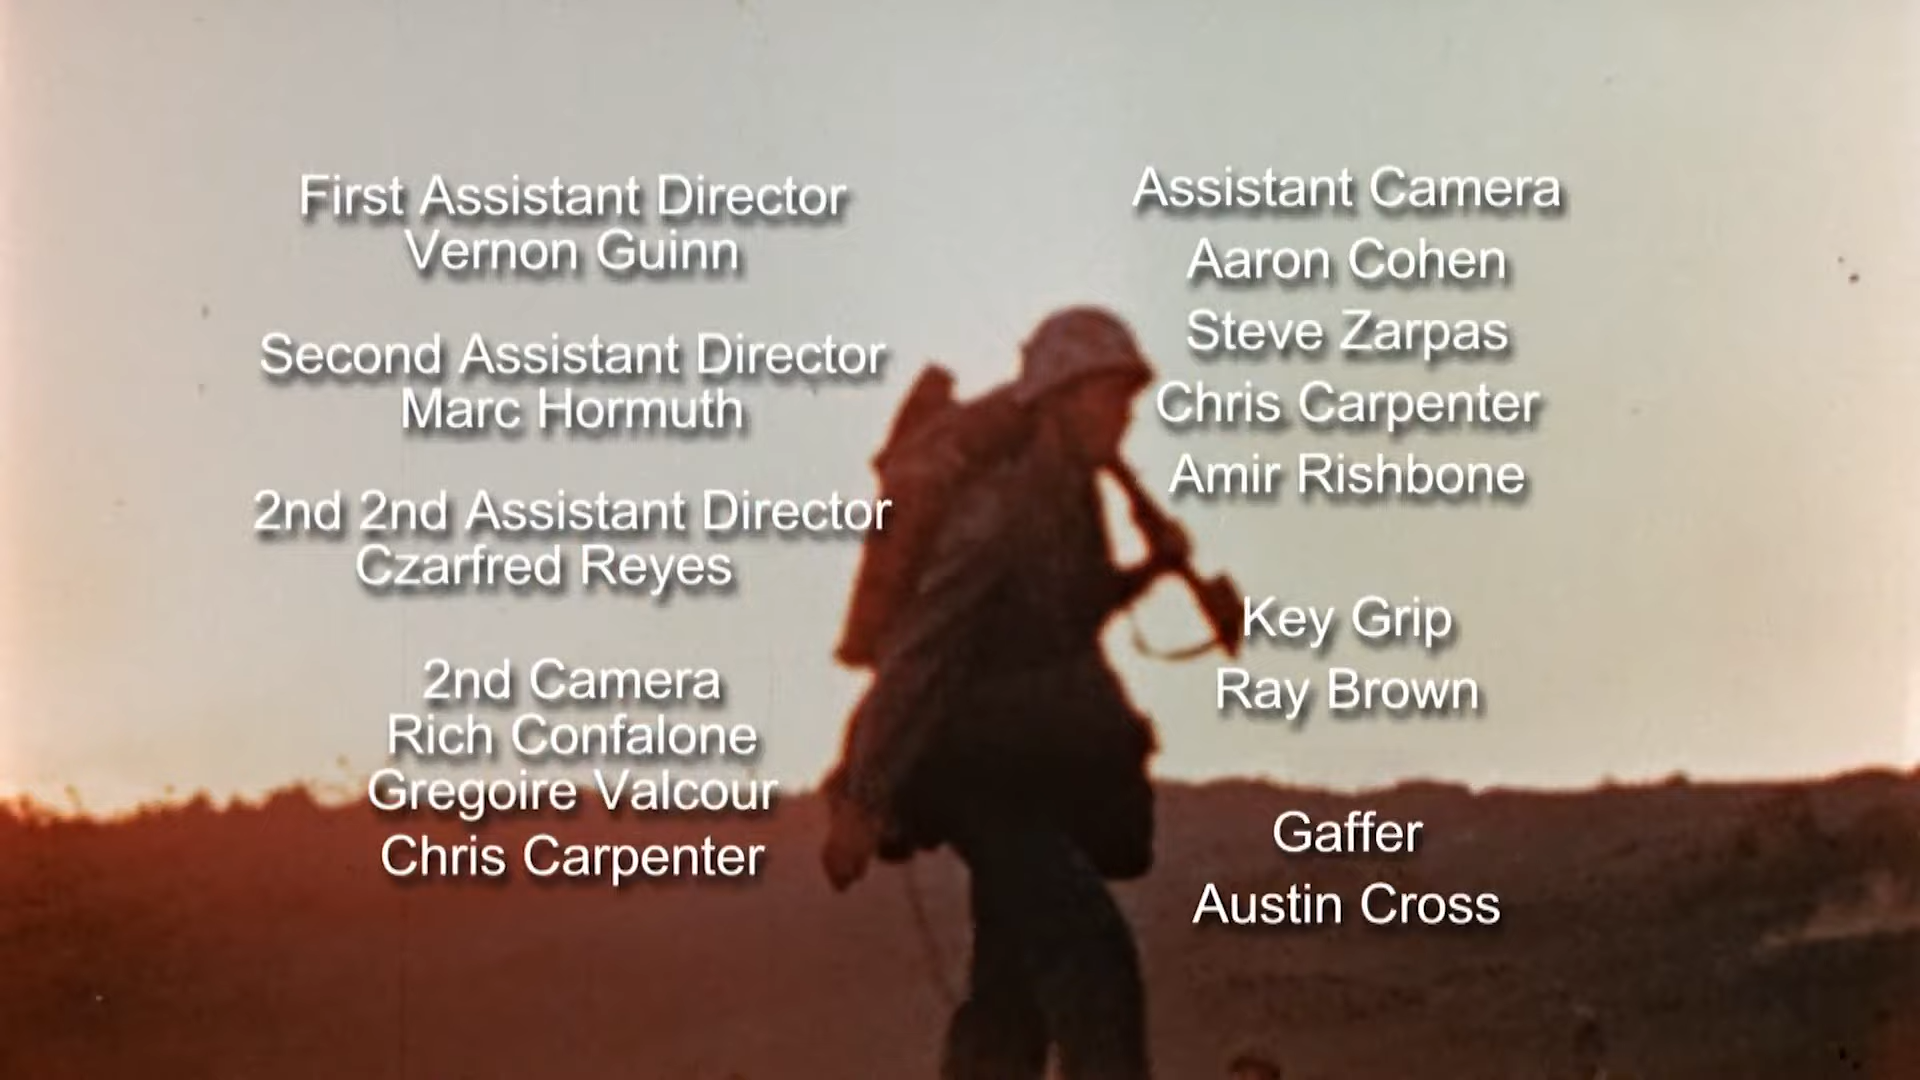 First Assistant Director
Vernon Guinn
Second Assistant Director
Marc Hormuth
2nd 2nd Assistant Director
Czarfred Reyes
2nd Camera
Rich Confalone
Gregoire Valcour
Chris Carpenter
Assistant Camera
Aaron Cohen
Steve Zarpas
Chris Carpenter
Amir Rishbone
Key Grip
Ray Brown
Gaffer
Austin Cross